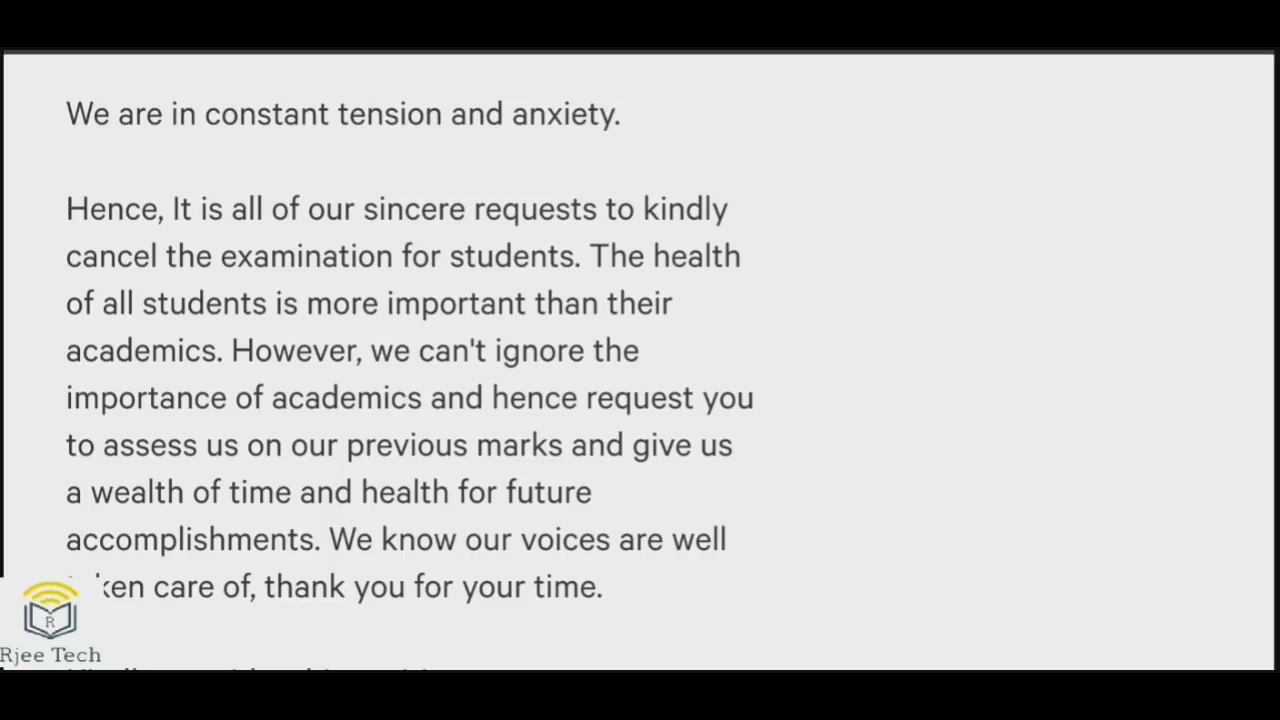 We are in constant tension and anxiety.
Hence, It is all of our sincere requests to kindly
cancel the examination for students. The health
of all students is more important than their
academics. However, we can't ignore the
importance of academics and hence request you
to assess us on our previous marks and give us
a wealth of time and health for future
accomplishments. We know our voices are well
care of, thank you for your time.
R
Rjee Tech